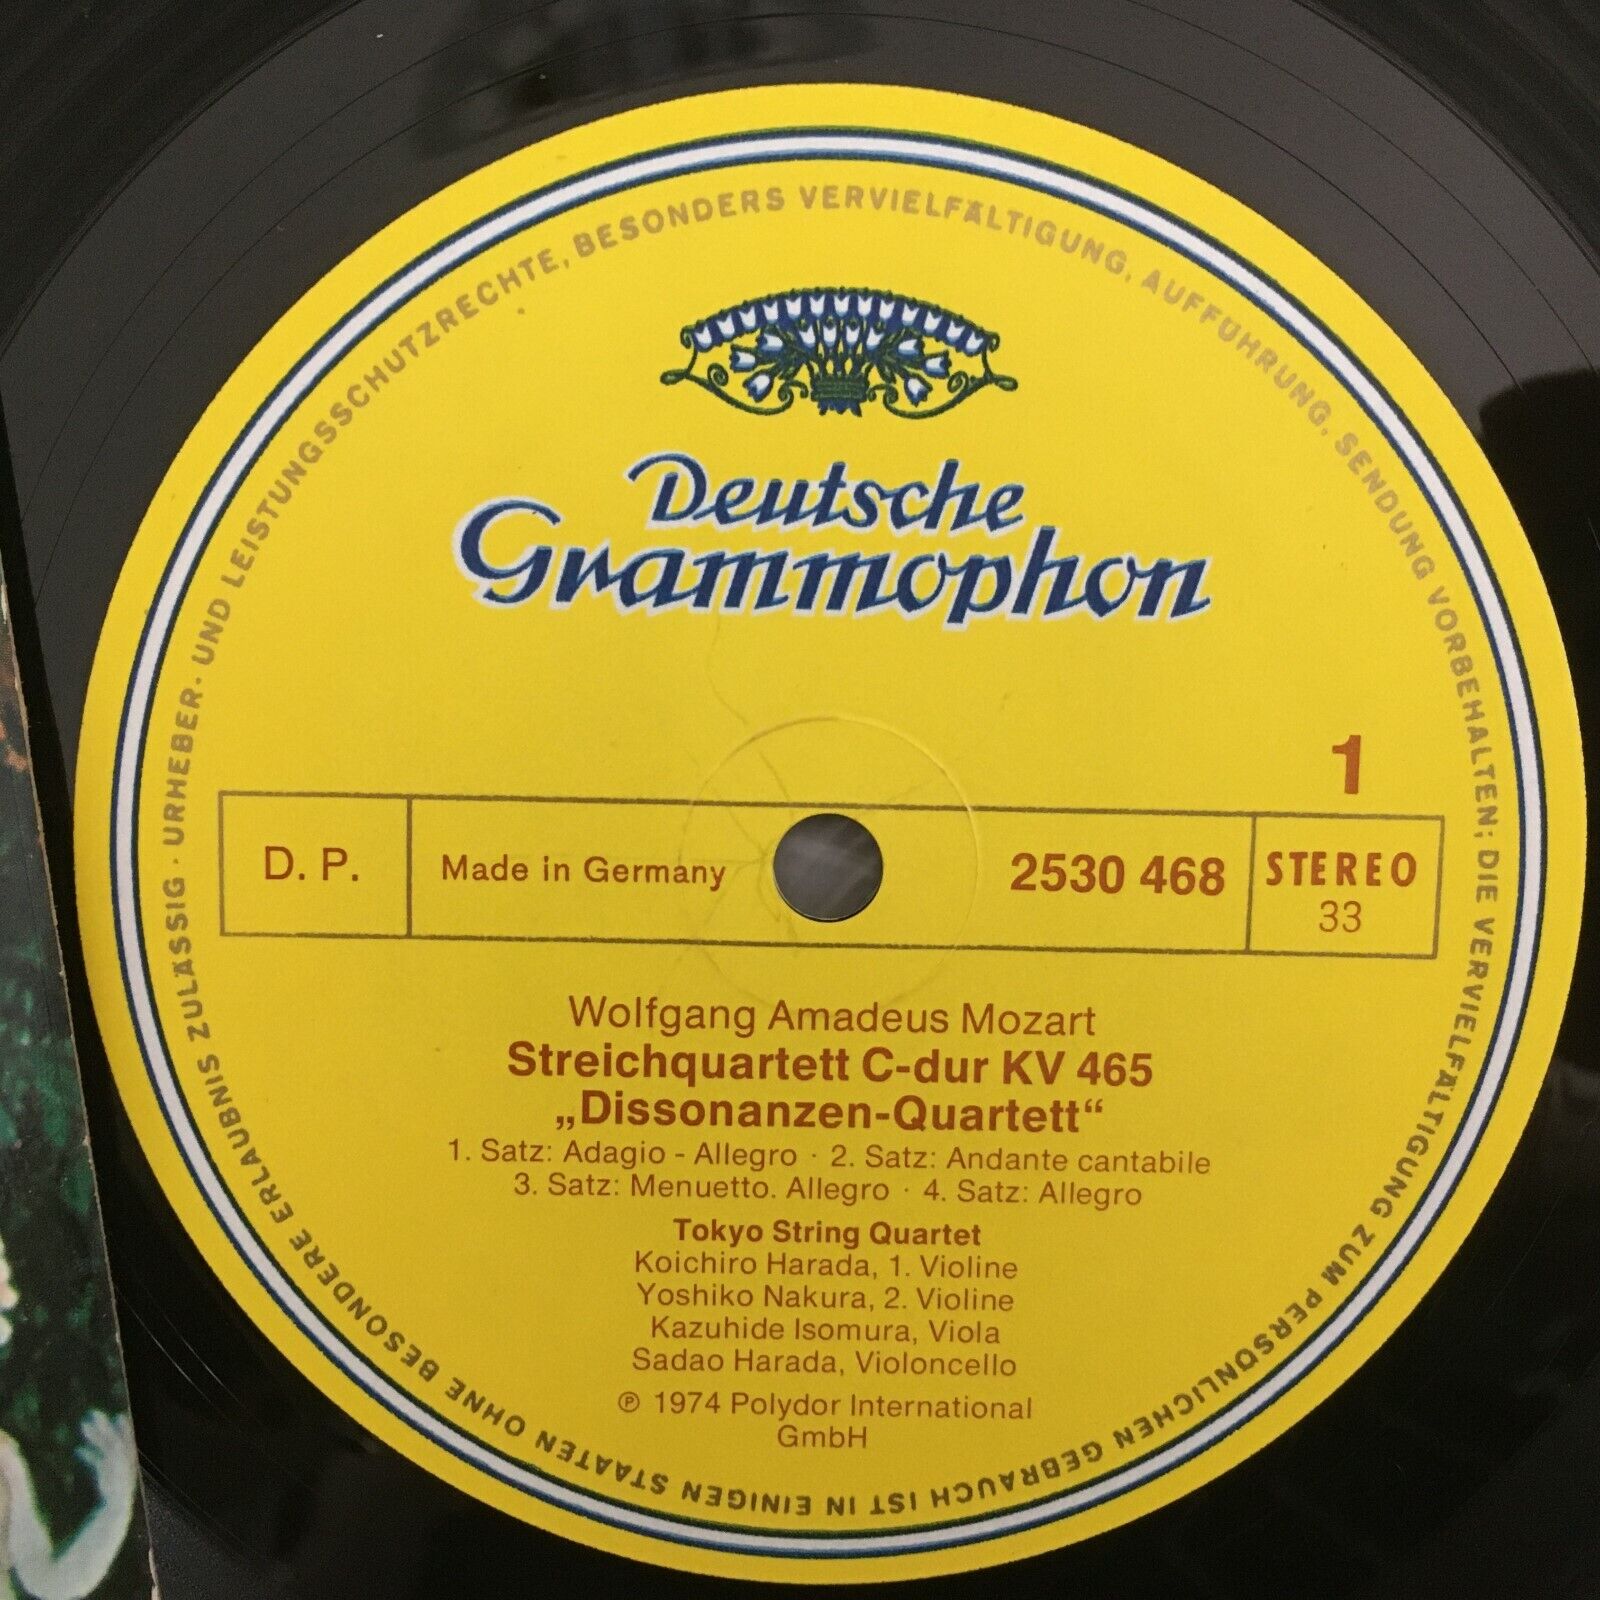 URHEBER- UND LEISTUNGSSCHUTZRECHTE, BESONDERS VERVIELFÄLTIGUNG, AUFFÜHRUNG, SENDUNG VORBEHALTEN; DIE VERVIELFÄLTIGUNG ZUM PERSÖNLICHEN GEBRAUCH IST IN EINIGEN STAATEN OHNE BESONDERE ERLAUBNIS ZULÄSSIG ·
Deutsche
Grammophon
1
D. P.
Made in Germany
2530 468
STEREO
33
Wolfgang Amadeus Mozart
Streichquartett C-dur KV 465
„Dissonanzen-Quartett“
1. Satz: Adagio - Allegro · 2. Satz: Andante cantabile
3. Satz: Menuetto. Allegro · 4. Satz: Allegro
Tokyo String Quartet
Koichiro Harada, 1. Violine
Yoshiko Nakura, 2. Violine
Kazuhide Isomura, Viola
Sadao Harada, Violoncello
℗ 1974 Polydor International
GmbH